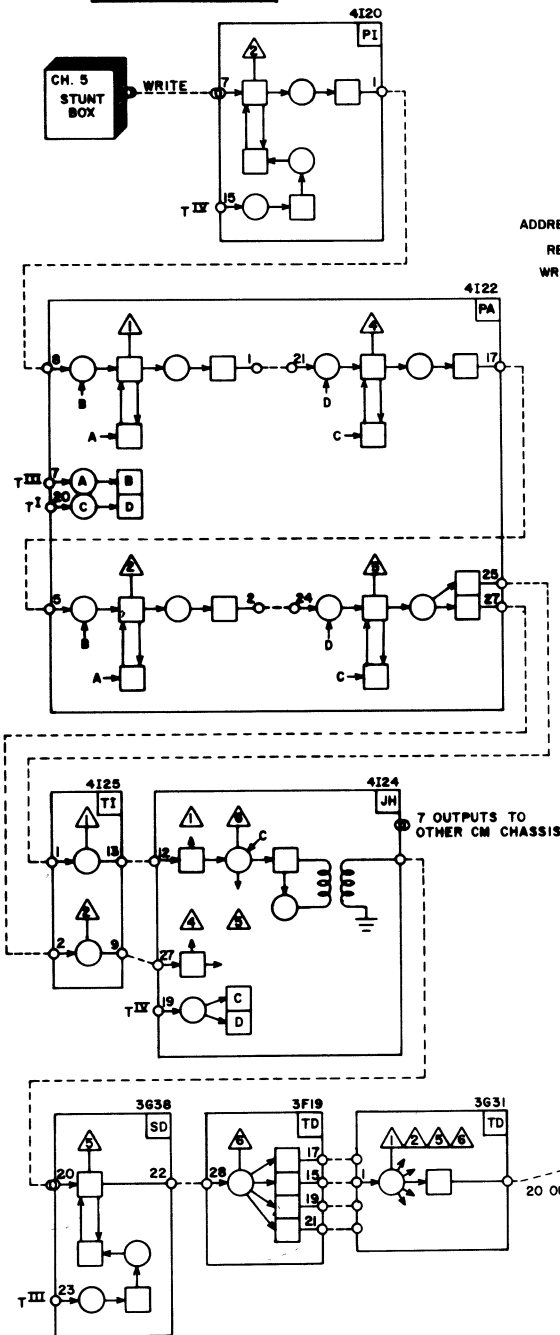 4I20
PI
2
CH. 5
STUNT
BOX
WRITE
7
1
15
T IV
ADDRE
RE
WR
4I22
PA
1
4
8
1
21
17
B
D
A
C
T III
7
A
B
T I
20
C
D
2
6
2
24
25
27
B
D
A
C
4I25
TI
4I24
JH
1
1
7 OUTPUTS TO
OTHER CM CHASSIS
C
1
13
12
2
4
5
2
9
27
T IV
19
C
D
3G38
SD
3F19
TD
3G31
TD
5
6
1
2
5
6
20
22
28
17
15
19
21
1
20 OU
T III
23